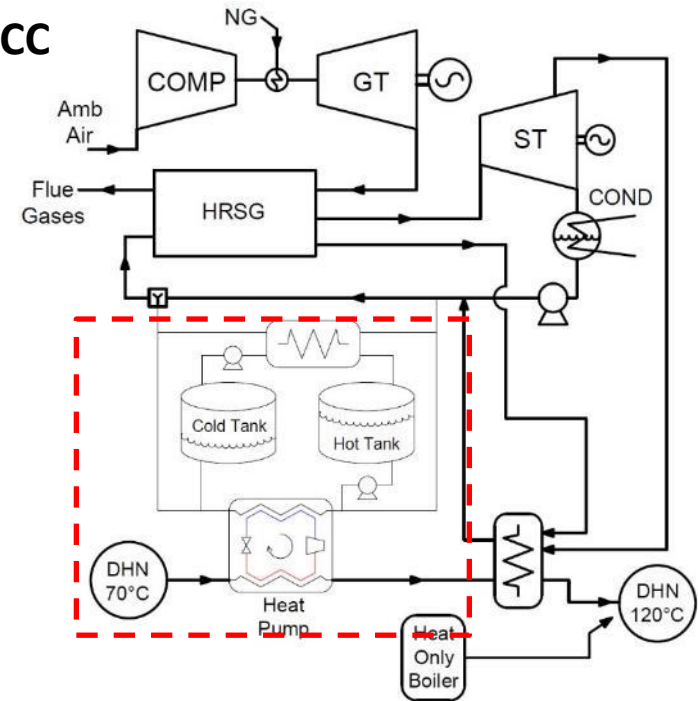 CC
NG
COMP
GT
Amb
Air
ST
Flue
Gases
HRSG
COND
Cold Tank
Hot Tank
DHN
70°C
Heat
Pump
DHN
120°C
Heat
Only
Boiler